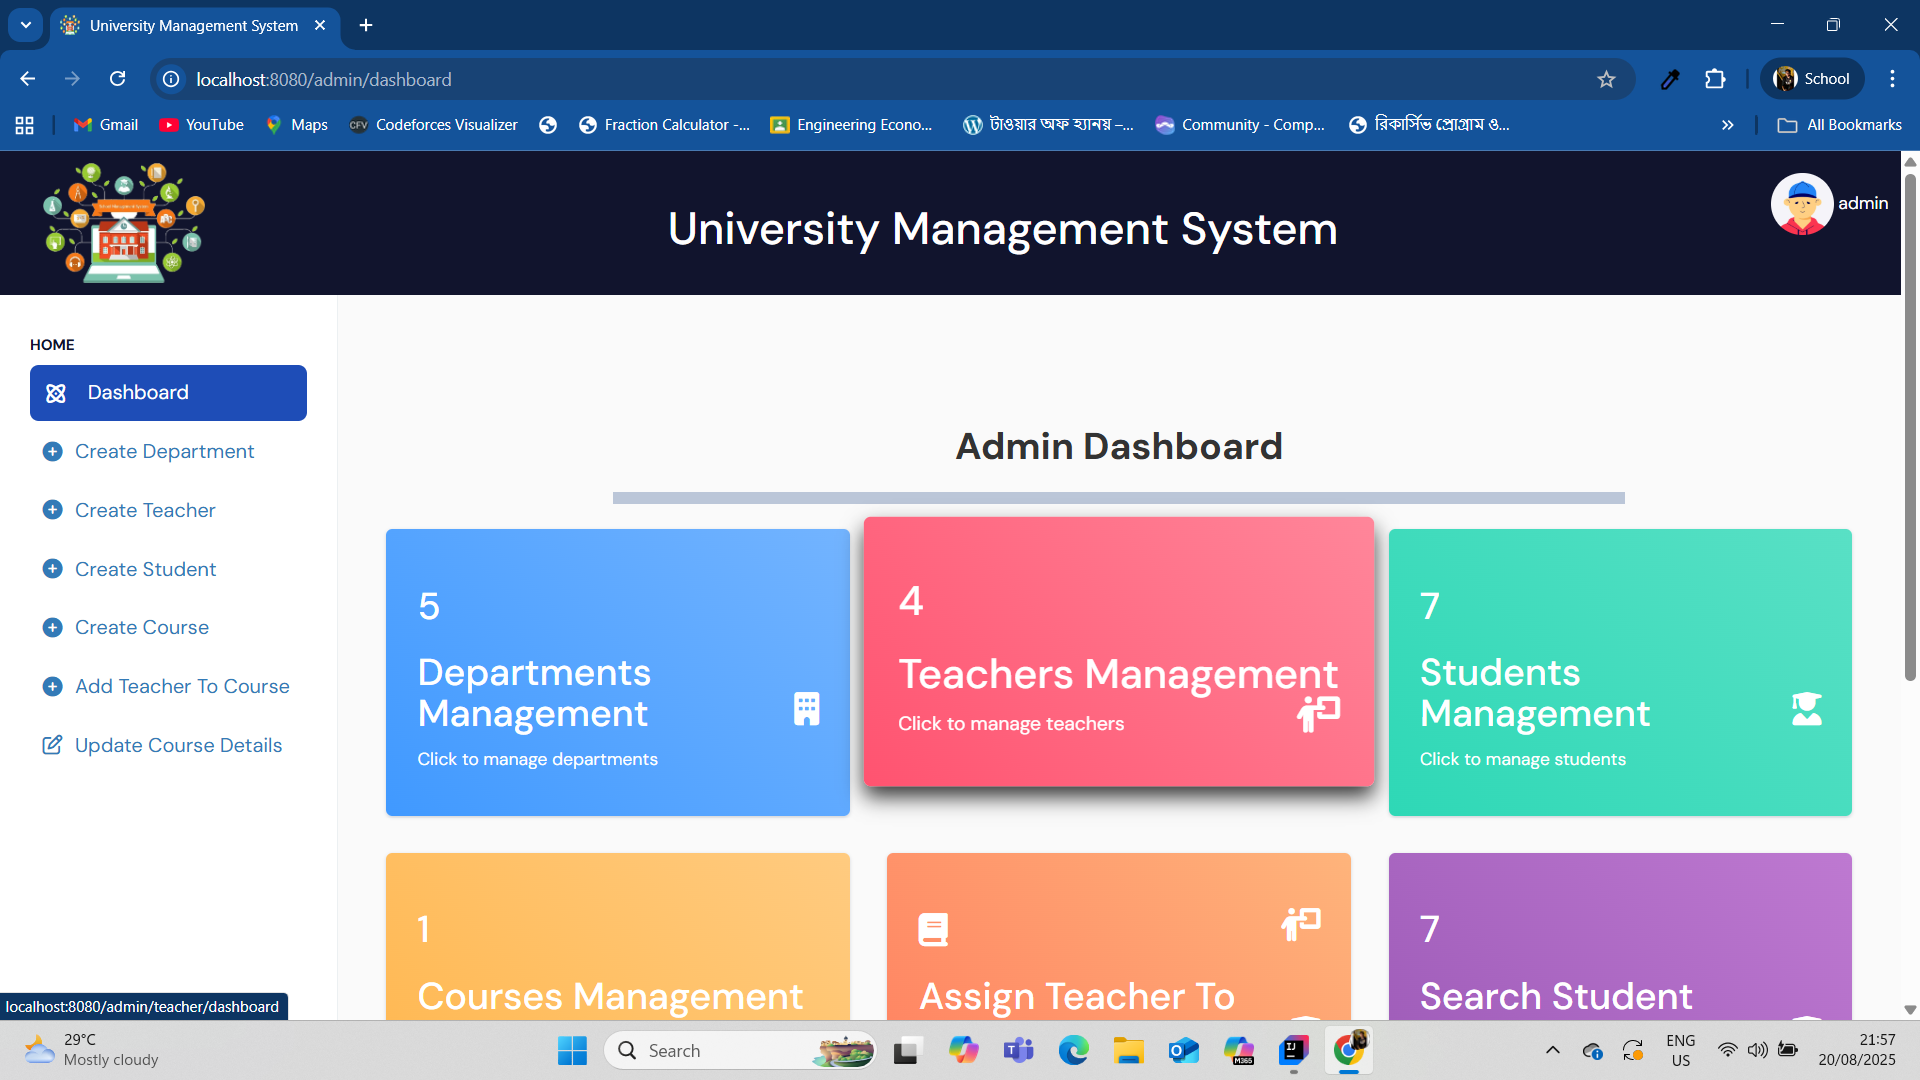 University Management System
localhost:8080/admin/dashboard
School
Gmail
YouTube
Maps
CFV
Codeforces Visualizer
Fraction Calculator -...
Engineering Econo...
টাওয়ার অফ হ্যানয় –...
Community - Comp...
রিকার্সিভ প্রোগ্রাম ও...
All Bookmarks
University Management System
admin
HOME
Dashboard
Create Department
Create Teacher
Create Student
Create Course
Add Teacher To Course
Update Course Details
Admin Dashboard
5
Departments
Management
Click to manage departments
4
Teachers Management
Click to manage teachers
7
Students
Management
Click to manage students
1
Courses Management
Assign Teacher To
7
Search Student
localhost:8080/admin/teacher/dashboard
29°C
Mostly cloudy
Search
M365
IJ
ENG
US
21:57
20/08/2025